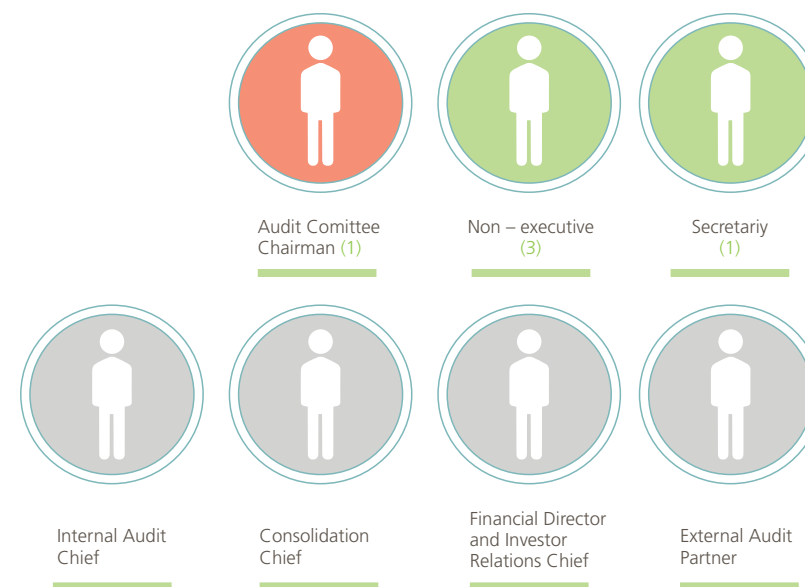 Audit Comittee
Chairman (1)
Non – executive
(3)
Secretariy
(1)
Internal Audit
Chief
Consolidation
Chief
Financial Director
and Investor
Relations Chief
External Audit
Partner